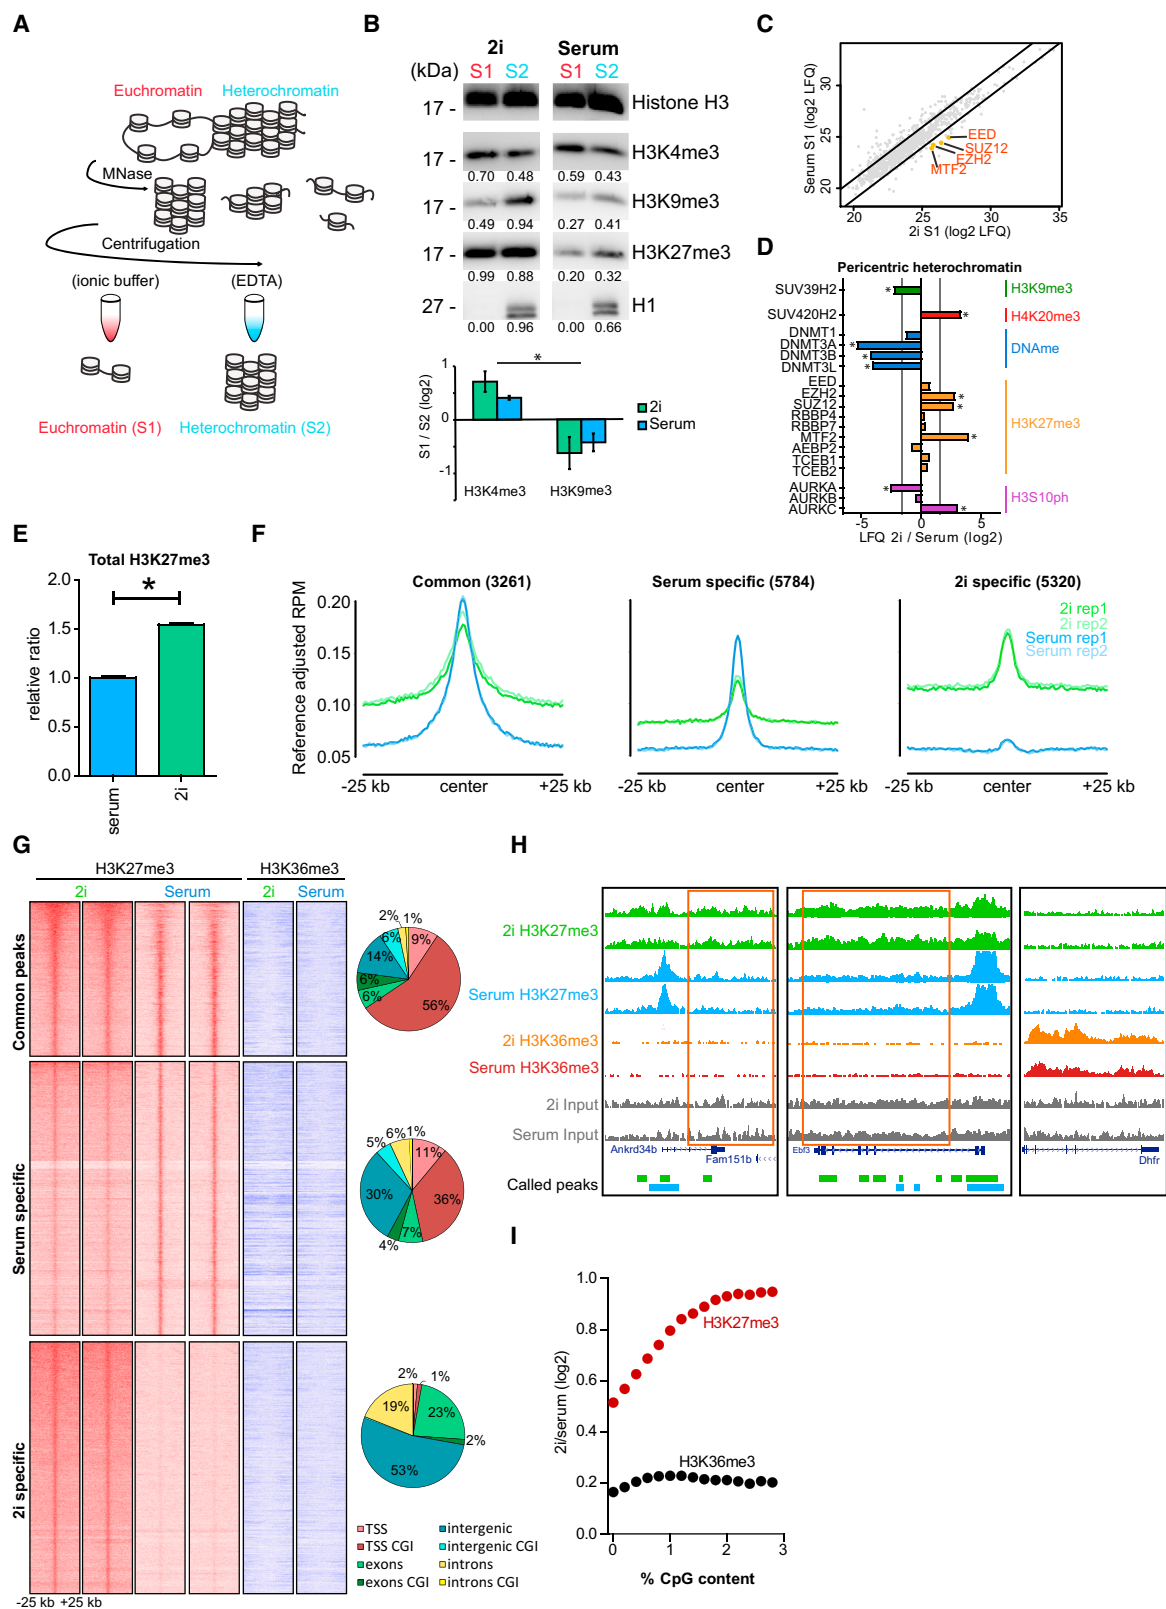 A
Euchromatin Heterochromatin
MNase
Centrifugation
(ionic buffer) (EDTA)
Euchromatin (S1) Heterochromatin (S2)
B
2i Serum
(kDa) S1 S2 S1 S2
17 - Histone H3
17 - H3K4me3
0.70 0.48 0.59 0.43
17 - H3K9me3
0.49 0.94 0.27 0.41
17 - H3K27me3
0.99 0.88 0.20 0.32
27 - H1
0.00 0.96 0.00 0.66
S1 / S2 (log2)
1
0
-1
*
2i
Serum
H3K4me3 H3K9me3
C
Serum S1 (log2 LFQ)
30
25
20
EED
SUZ12
EZH2
MTF2
20 25 30 35
2i S1 (log2 LFQ)
D
Pericentric heterochromatin
SUV39H2 * H3K9me3
SUV420H2 * H4K20me3
DNMT1
DNMT3A * DNAme
DNMT3B *
DNMT3L *
EED
EZH2 *
SUZ12 *
RBBP4 H3K27me3
RBBP7
MTF2 *
AEBP2
TCEB1
TCEB2
AURKA *
AURKB H3S10ph
AURKC *
-5 0 5
LFQ 2i / Serum (log2)
E
Total H3K27me3
relative ratio
2.0
1.5
1.0
0.5
0.0
*
serum 2i
F
Reference adjusted RPM
0.20
0.15
0.10
0.05
Common (3261) Serum specific (5784) 2i specific (5320)
2i rep1
2i rep2
Serum rep1
Serum rep2
-25 kb center +25 kb -25 kb center +25 kb -25 kb center +25 kb
G
H3K27me3 H3K36me3
2i Serum 2i Serum
Common peaks
2% 1%
6% 9%
14%
6%
6% 56%
Serum specific
6% 1%
5% 11%
30% 36%
7%
4%
2i specific
2% 1%
19% 23%
2%
53%
TSS intergenic
TSS CGI intergenic CGI
exons introns
exons CGI introns CGI
-25 kb +25 kb
H
2i H3K27me3
Serum H3K27me3
2i H3K36me3
Serum H3K36me3
2i Input
Serum Input
Ankrd34b
Fam151b
Ebf3
Dhfr
Called peaks
I
2i/serum (log2)
1.0
0.8
0.6
0.4
0.2
0.0
H3K27me3
H3K36me3
0 1 2 3
% CpG content